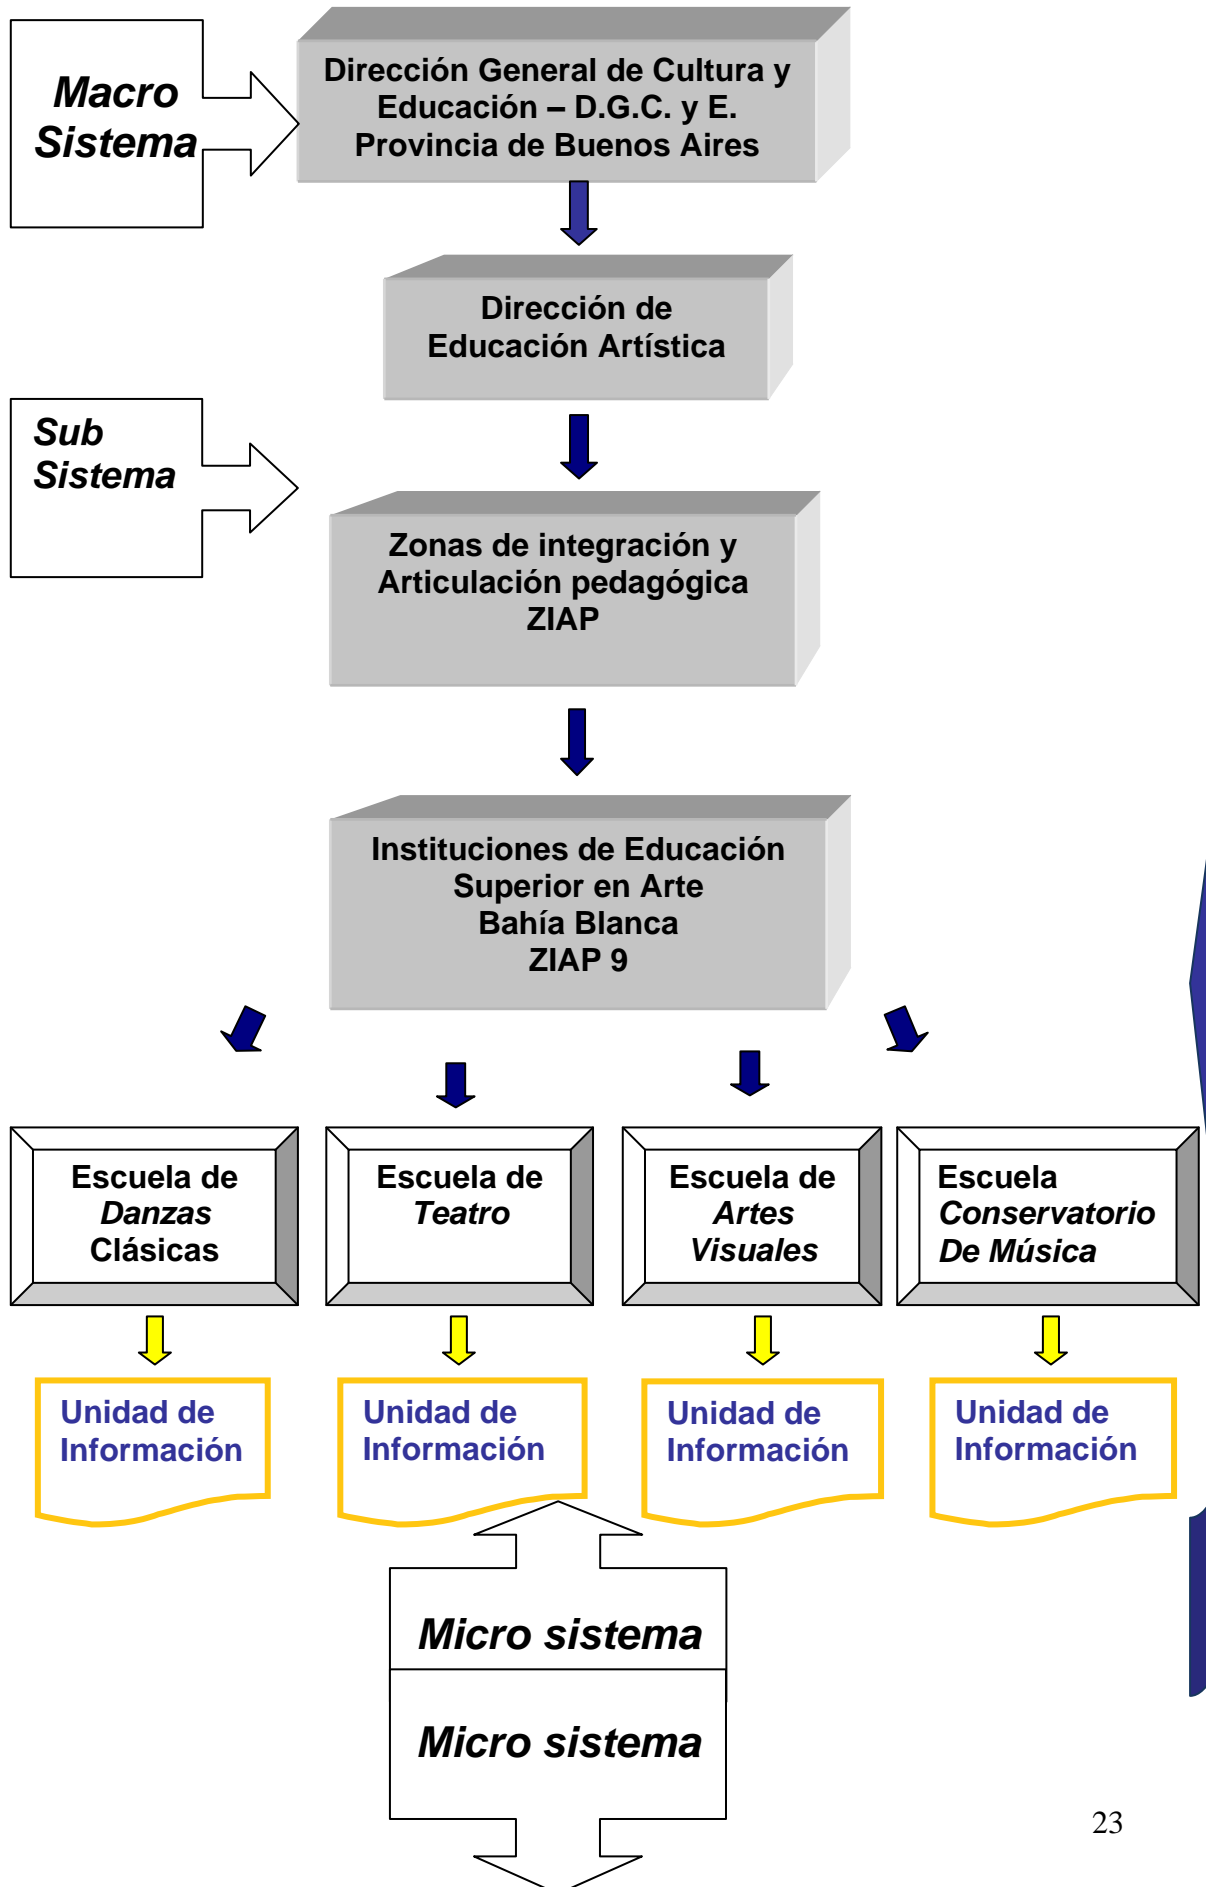 Macro
Sistema
Dirección General de Cultura y
Educación – D.G.C. y E.
Provincia de Buenos Aires
Dirección de
Educación Artística
Sub
Sistema
Zonas de integración y
Articulación pedagógica
ZIAP
Instituciones de Educación
Superior en Arte
Bahía Blanca
ZIAP 9
Escuela de
Danzas
Clásicas
Escuela de
Teatro
Escuela de
Artes
Visuales
Escuela
Conservatorio
De Música
Unidad de
Información
Unidad de
Información
Unidad de
Información
Unidad de
Información
Micro sistema
Micro sistema
23